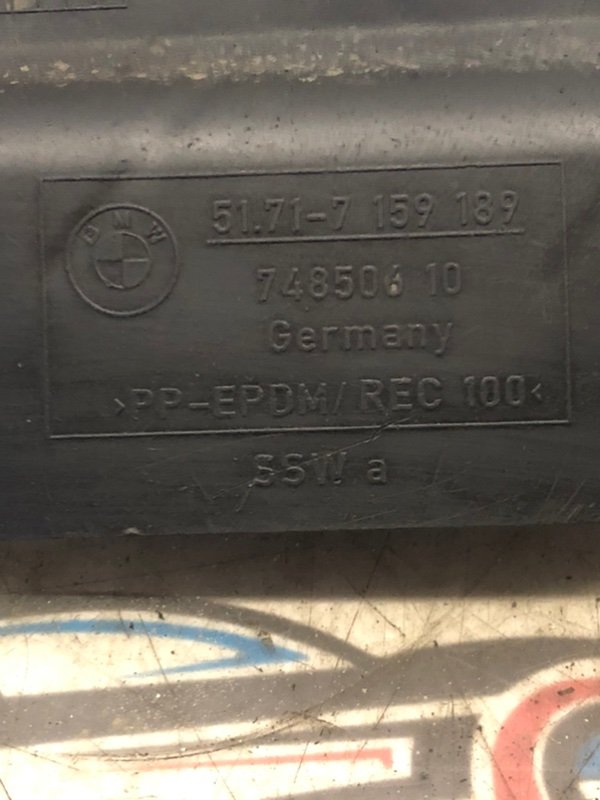 BMW
51.71-7 159 189
748506 10
Germany
>PP-EPDM/REC 100<
SSW a